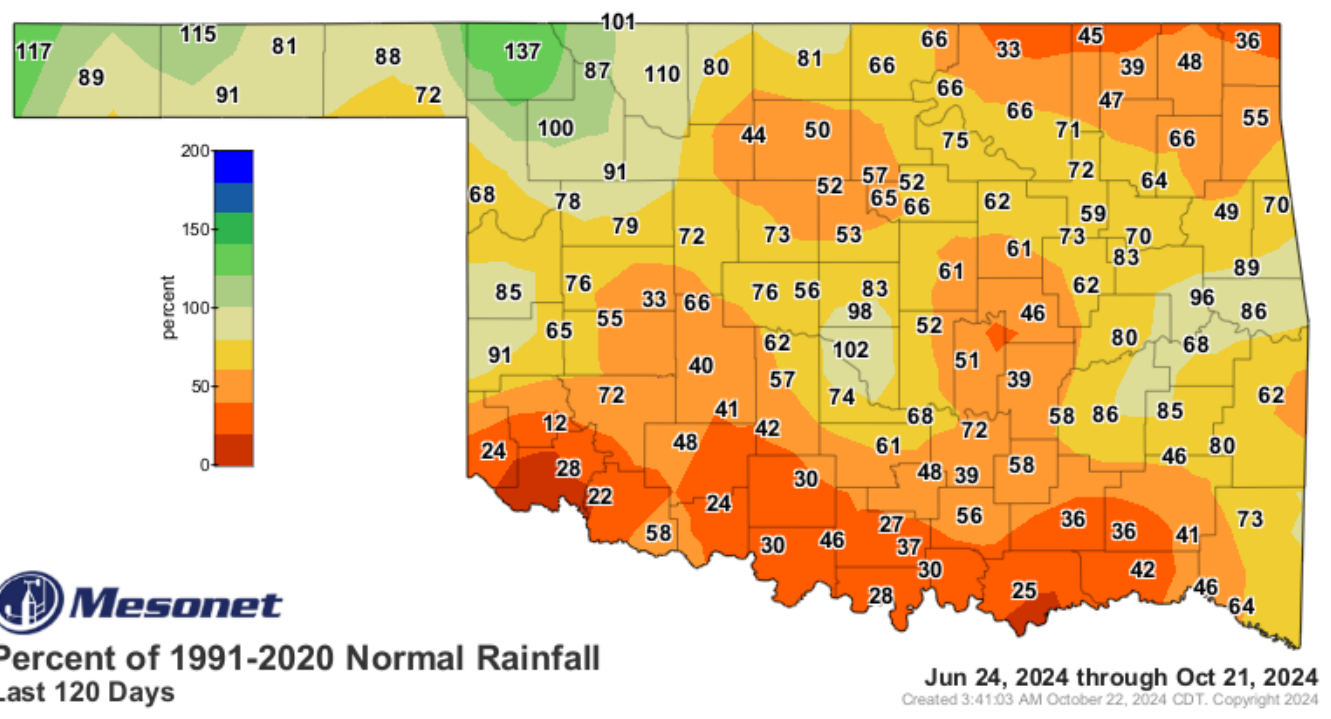 101
117 115 81 88 137 66 33 45 36
89 87 110 80 81 66 39 48
91 72 66 47
100 44 50 75 66 71 66 55
91 57 52 72 64
68 78 52 65 66 62 59 49 70
79 72 73 53 61 73 70 83
85 76 33 66 76 56 83 61 62 89
98 46 96 86
55 65 62 102 52 80 68
91 40 57 51 39 62
72 41 74 68 58 86 85
12 48 42 61 72 46 80
24 28 30 48 39 58
22 24 27 56 36 36 73
58 30 46 37 41
28 30 25 42 46 64
200
150
100
50
0
percent
Mesonet
Percent of 1991-2020 Normal Rainfall
Last 120 Days
Jun 24, 2024 through Oct 21, 2024
Created 3:41:03 AM October 22, 2024 CDT. Copyright 2024